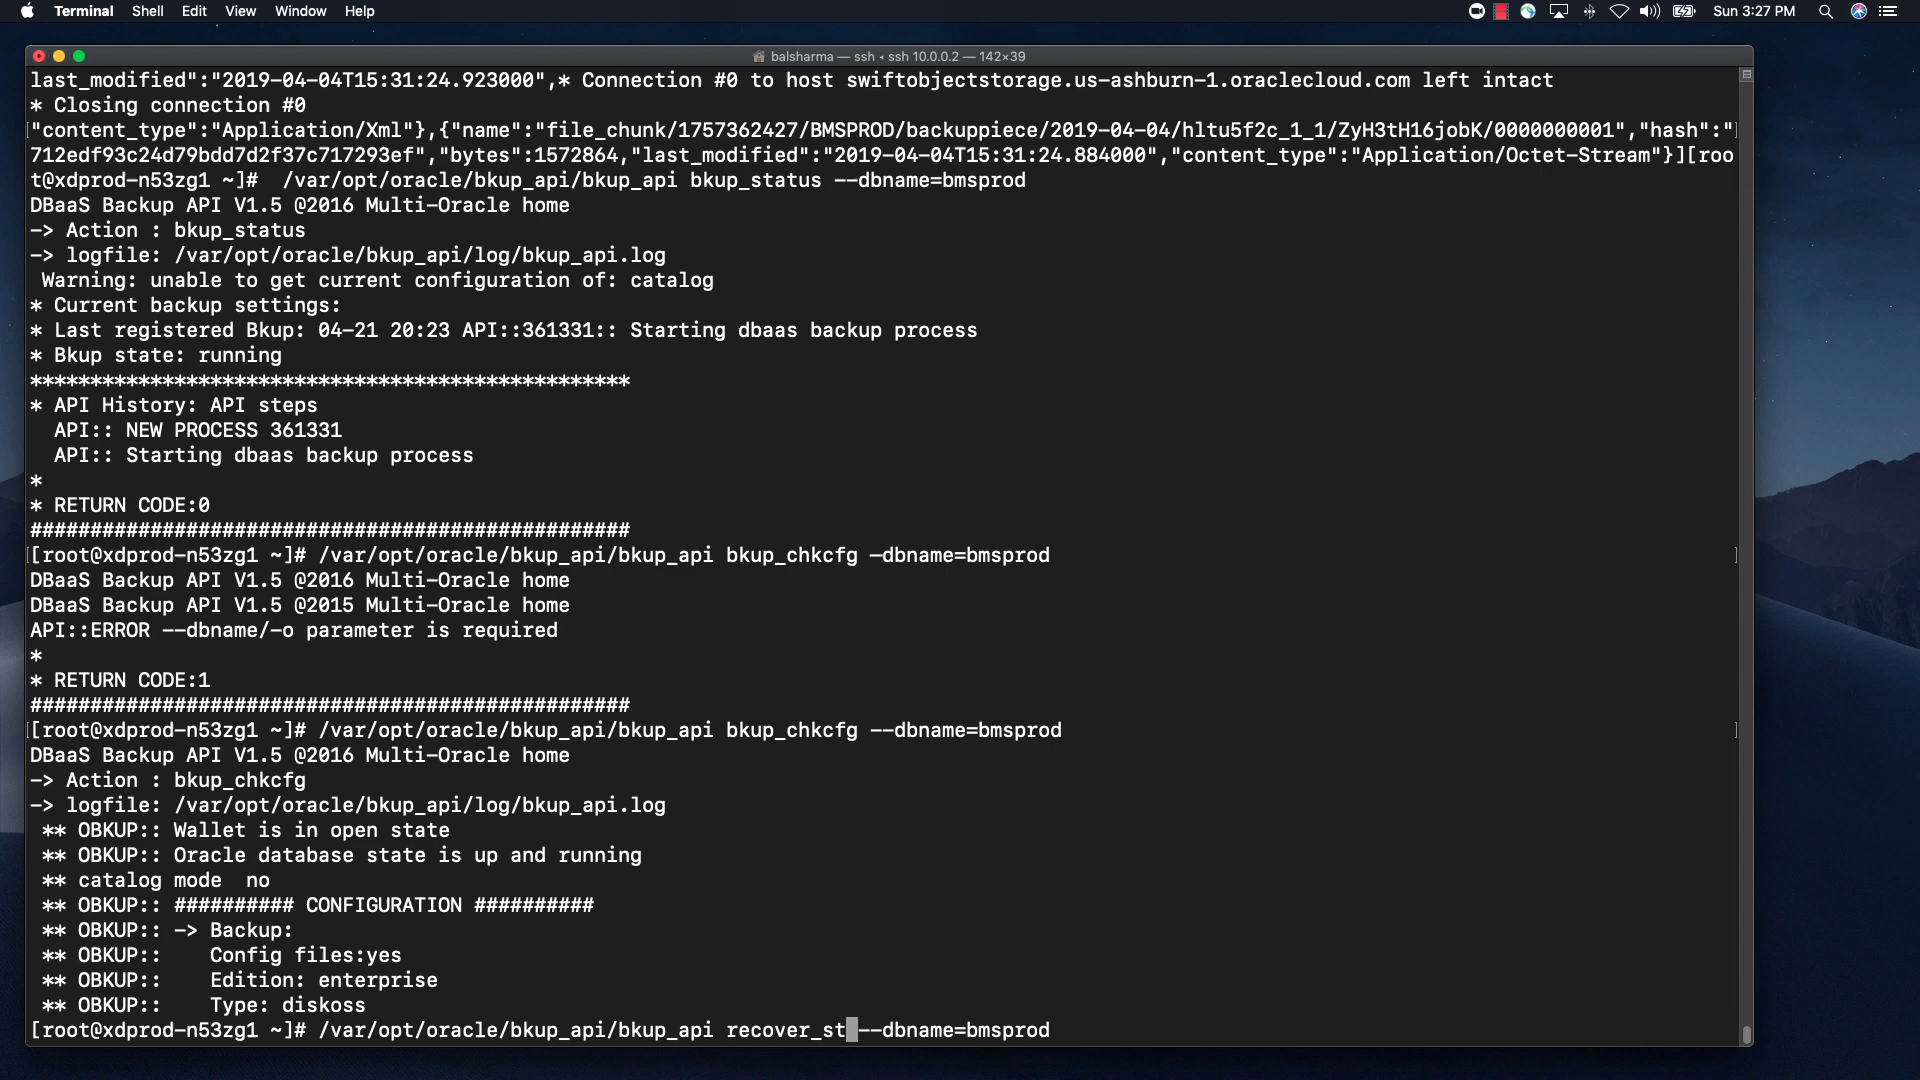 Terminal Shell Edit View Window Help Sun 3:27 PM
balsharma — ssh ◂ ssh 10.0.0.2 — 142×39
last_modified":"2019-04-04T15:31:24.923000",* Connection #0 to host swiftobjectstorage.us-ashburn-1.oraclecloud.com left intact
* Closing connection #0
"content_type":"Application/Xml"},{"name":"file_chunk/1757362427/BMSPROD/backuppiece/2019-04-04/hltu5f2c_1_1/ZyH3tH16jobK/0000000001","hash":"
712edf93c24d79bdd7d2f37c717293ef","bytes":1572864,"last_modified":"2019-04-04T15:31:24.884000","content_type":"Application/Octet-Stream"}][roo
t@xdprod-n53zg1 ~]#  /var/opt/oracle/bkup_api/bkup_api bkup_status --dbname=bmsprod
DBaaS Backup API V1.5 @2016 Multi-Oracle home
-> Action : bkup_status
-> logfile: /var/opt/oracle/bkup_api/log/bkup_api.log
 Warning: unable to get current configuration of: catalog
* Current backup settings:
* Last registered Bkup: 04-21 20:23 API::361331:: Starting dbaas backup process
* Bkup state: running
**************************************************
* API History: API steps
  API:: NEW PROCESS 361331
  API:: Starting dbaas backup process
*
* RETURN CODE:0
##################################################
[root@xdprod-n53zg1 ~]# /var/opt/oracle/bkup_api/bkup_api bkup_chkcfg –dbname=bmsprod
DBaaS Backup API V1.5 @2016 Multi-Oracle home
DBaaS Backup API V1.5 @2015 Multi-Oracle home
API::ERROR --dbname/-o parameter is required
*
* RETURN CODE:1
##################################################
[root@xdprod-n53zg1 ~]# /var/opt/oracle/bkup_api/bkup_api bkup_chkcfg --dbname=bmsprod
DBaaS Backup API V1.5 @2016 Multi-Oracle home
-> Action : bkup_chkcfg
-> logfile: /var/opt/oracle/bkup_api/log/bkup_api.log
 ** OBKUP:: Wallet is in open state
 ** OBKUP:: Oracle database state is up and running
 ** catalog mode  no
 ** OBKUP:: ########## CONFIGURATION ##########
 ** OBKUP:: -> Backup:
 ** OBKUP::    Config files:yes
 ** OBKUP::    Edition: enterprise
 ** OBKUP::    Type: diskoss
[root@xdprod-n53zg1 ~]# /var/opt/oracle/bkup_api/bkup_api recover_st --dbname=bmsprod